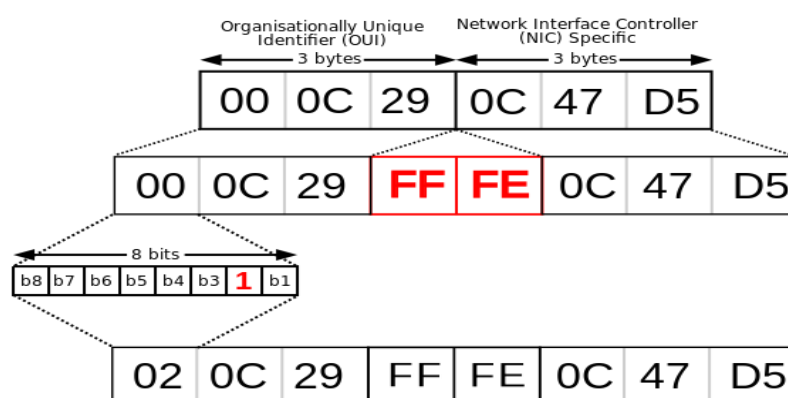 Organisationally Unique
Identifier (OUI)
Network Interface Controller
(NIC) Specific
3 bytes
3 bytes
00 0C 29 0C 47 D5
00 0C 29 FF FE 0C 47 D5
8 bits
b8 b7 b6 b5 b4 b3 1 b1
02 0C 29 FF FE 0C 47 D5